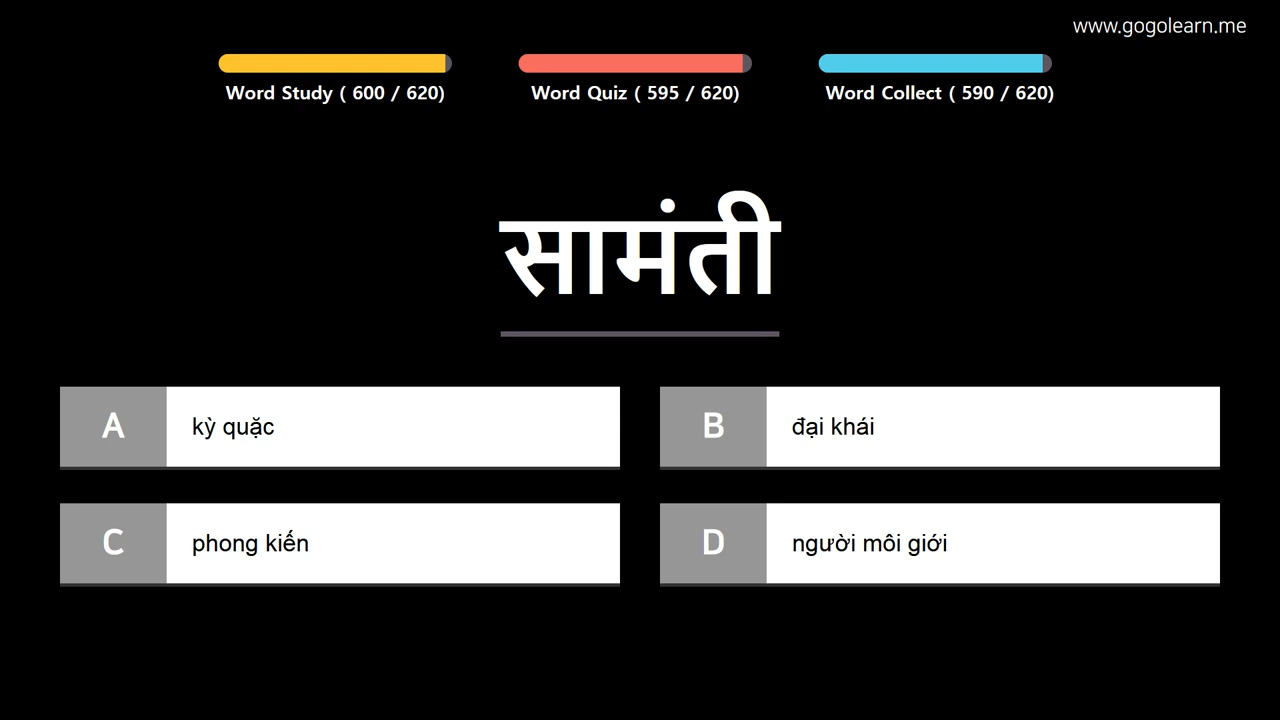 www.gogolearn.me
Word Study ( 600 / 620)
Word Quiz ( 595 / 620)
Word Collect ( 590 / 620)
सामंती
A kỳ quặc
B đại khái
C phong kiến
D người môi giới